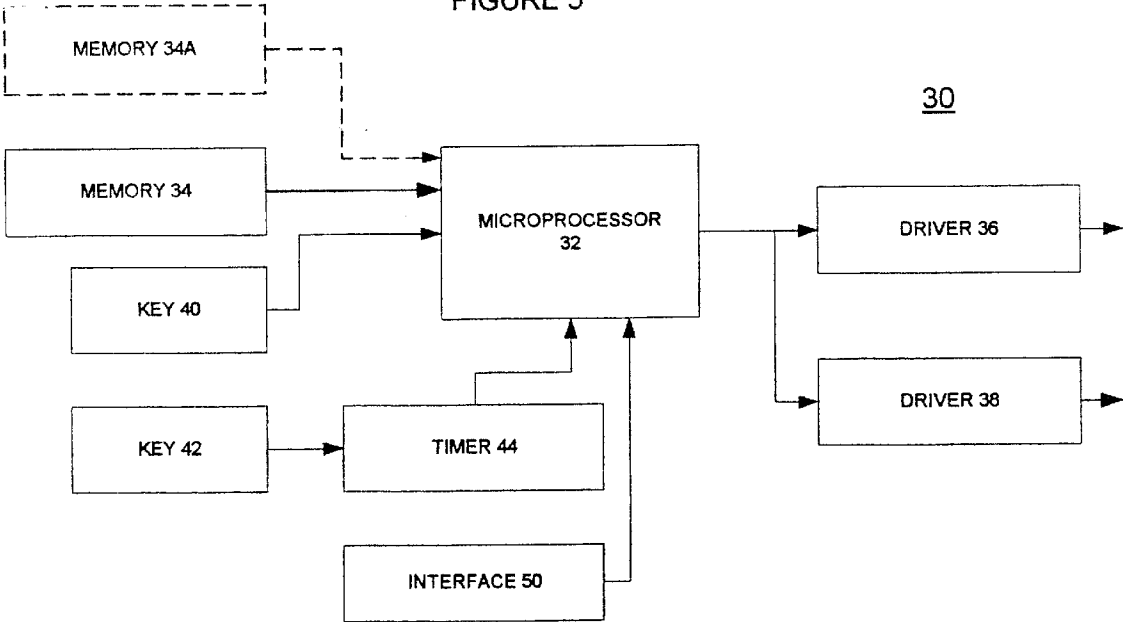 FIGURE 5
MEMORY 34A
30
MEMORY 34
MICROPROCESSOR
32
DRIVER 36
KEY 40
DRIVER 38
KEY 42
TIMER 44
INTERFACE 50